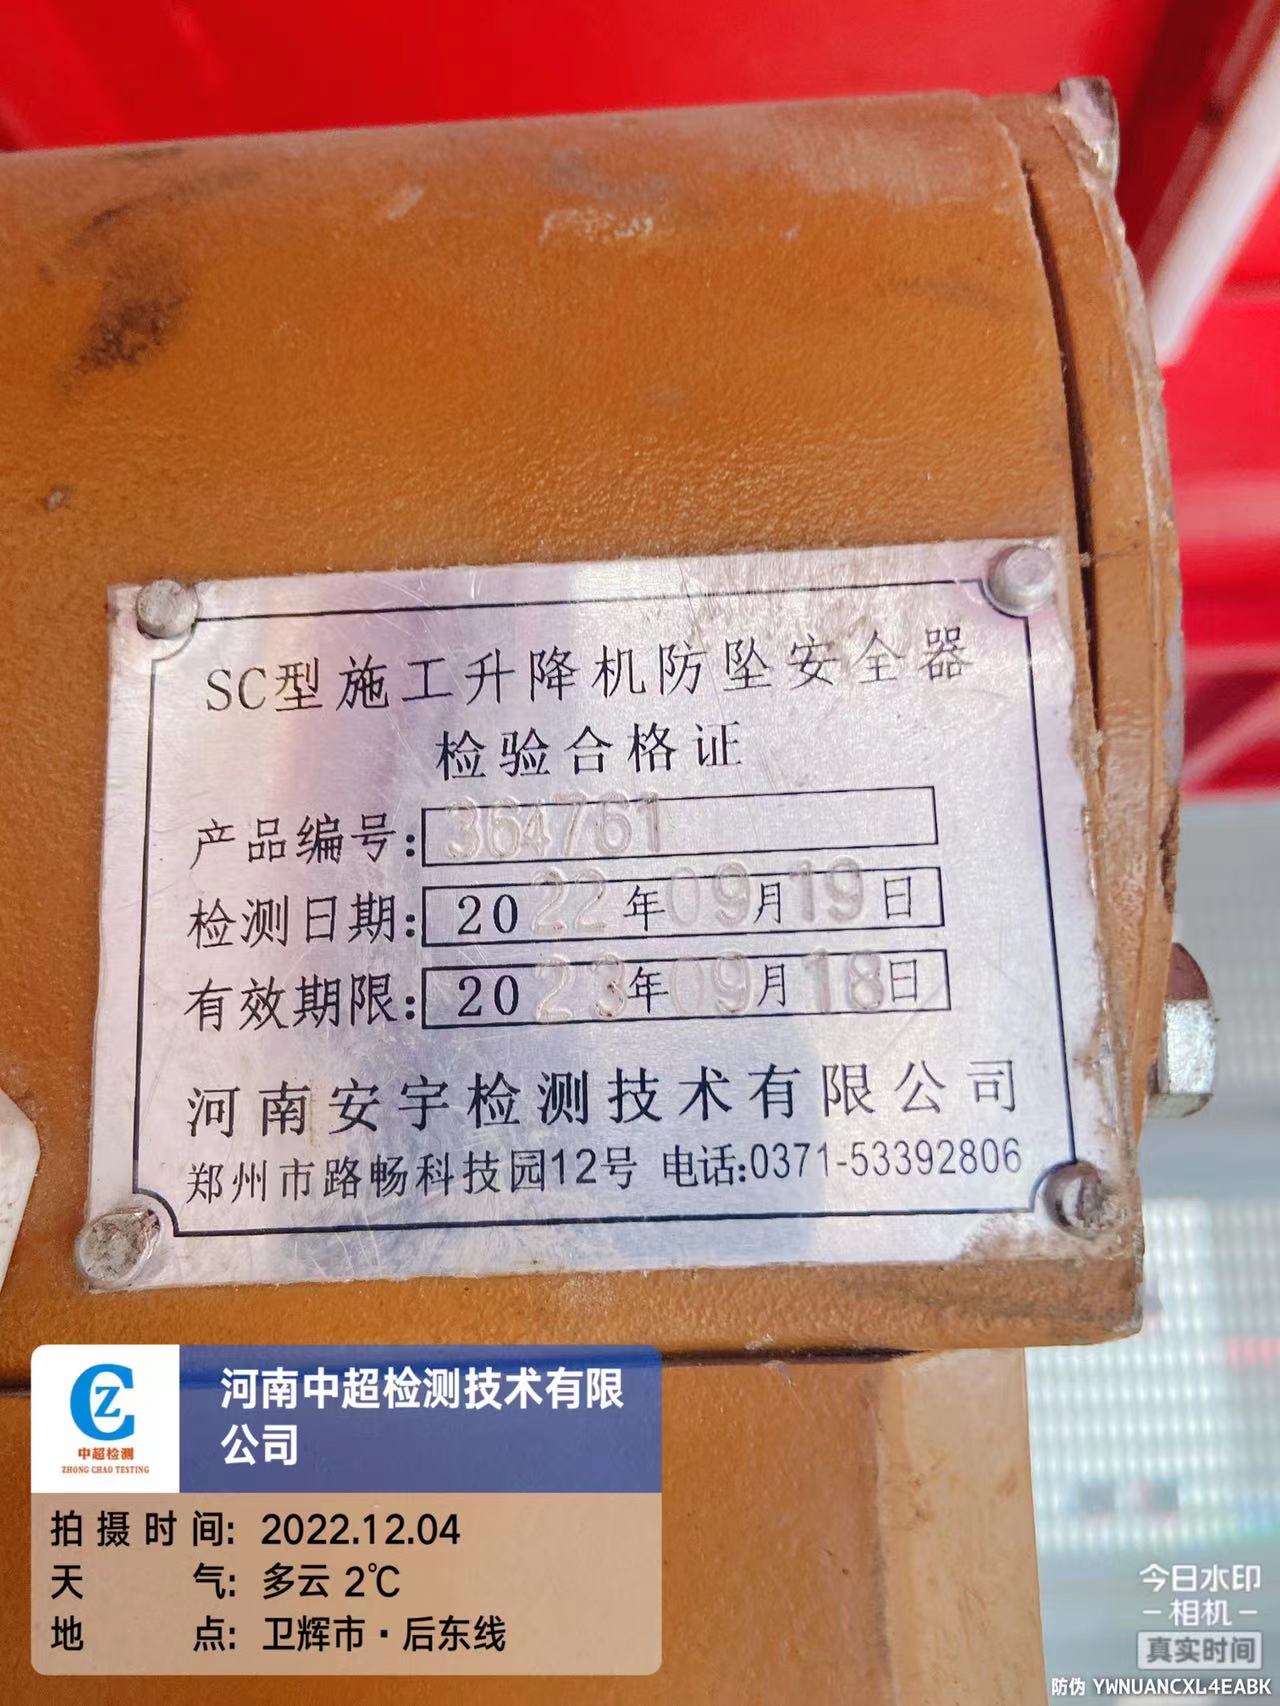 SC型施工升降机防坠安全器
检验合格证
产品编号：364761
检测日期：2022年09月19日
有效期限：2023年09月18日
河南安宇检测技术有限公司
郑州市路畅科技园12号 电话:0371-53392806
中超检测
ZHONG CHAO TESTING
河南中超检测技术有限
公司
拍摄时间: 2022.12.04
天气: 多云 2℃
地点: 卫辉市·后东线
今日水印
-相机-
真实时间
防伪 YWNUANCXL4EABK